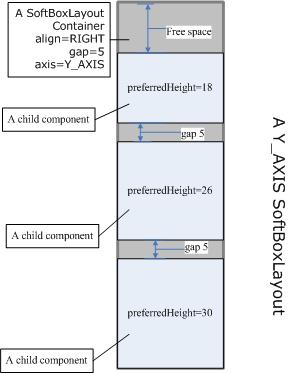 A SoftBoxLayout
Container
align=RIGHT
gap=5
axis=Y_AXIS
Free space
preferredHeight=18
A child component
gap 5
preferredHeight=26
A child component
gap 5
preferredHeight=30
A child component
A Y_AXIS SoftBoxLayout